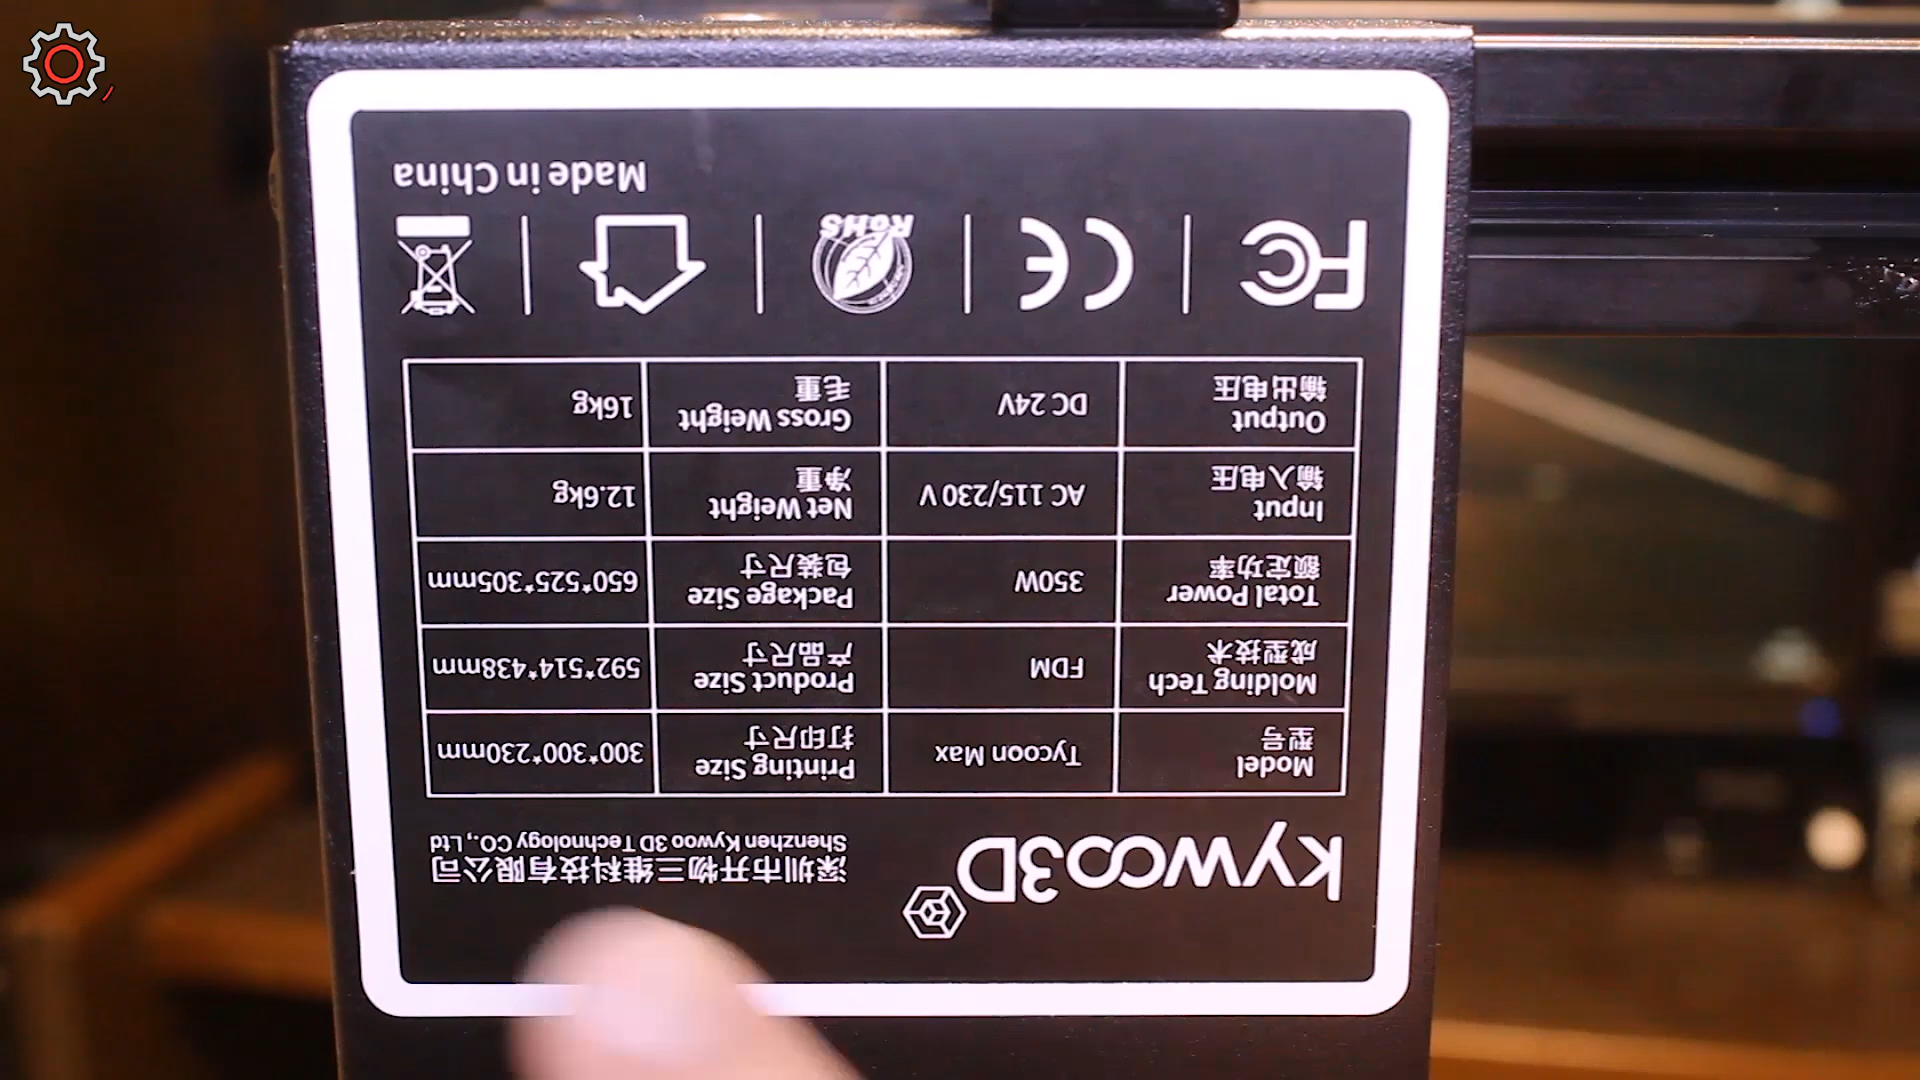 Kywoo3D
深圳市开物三维科技有限公司
Shenzhen Kywoo 3D Technology CO., Ltd
Model
型号
Tycoon Max
Printing Size
打印尺寸
300*300*230mm
Molding Tech
成型技术
FDM
Product Size
产品尺寸
592*514*438mm
Total Power
额定功率
350W
Package Size
包装尺寸
650*525*305mm
Input
输入电压
AC 115/230 V
Net Weight
净重
12.6kg
Output
输出电压
DC 24V
Gross Weight
毛重
16kg
FC
CE
RoHS
Made in China